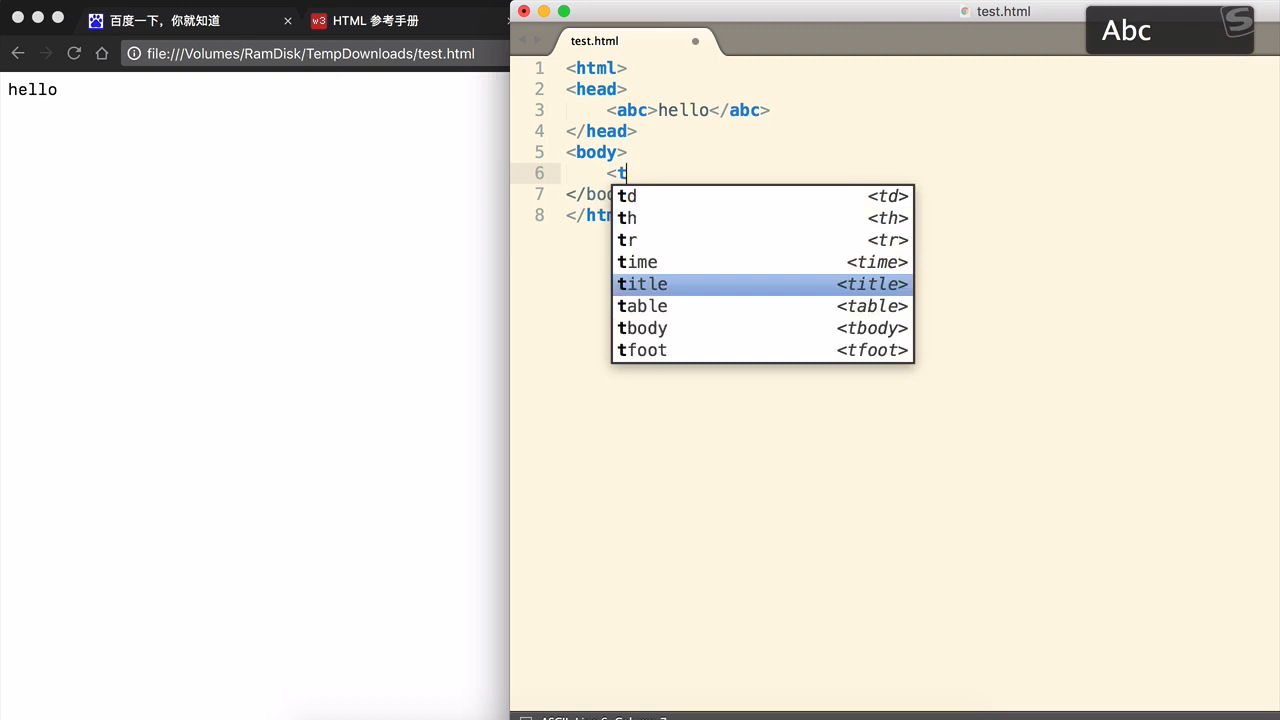 百度一下，你就知道
HTML 参考手册
file:///Volumes/RamDisk/TempDownloads/test.html
hello
test.html
Abc
test.html
1 <html>
2 <head>
3 <abc>hello</abc>
4 </head>
5 <body>
6 <t
7 </bod
8 </htm
td <td>
th <th>
tr <tr>
time <time>
title <title>
table <table>
tbody <tbody>
tfoot <tfoot>